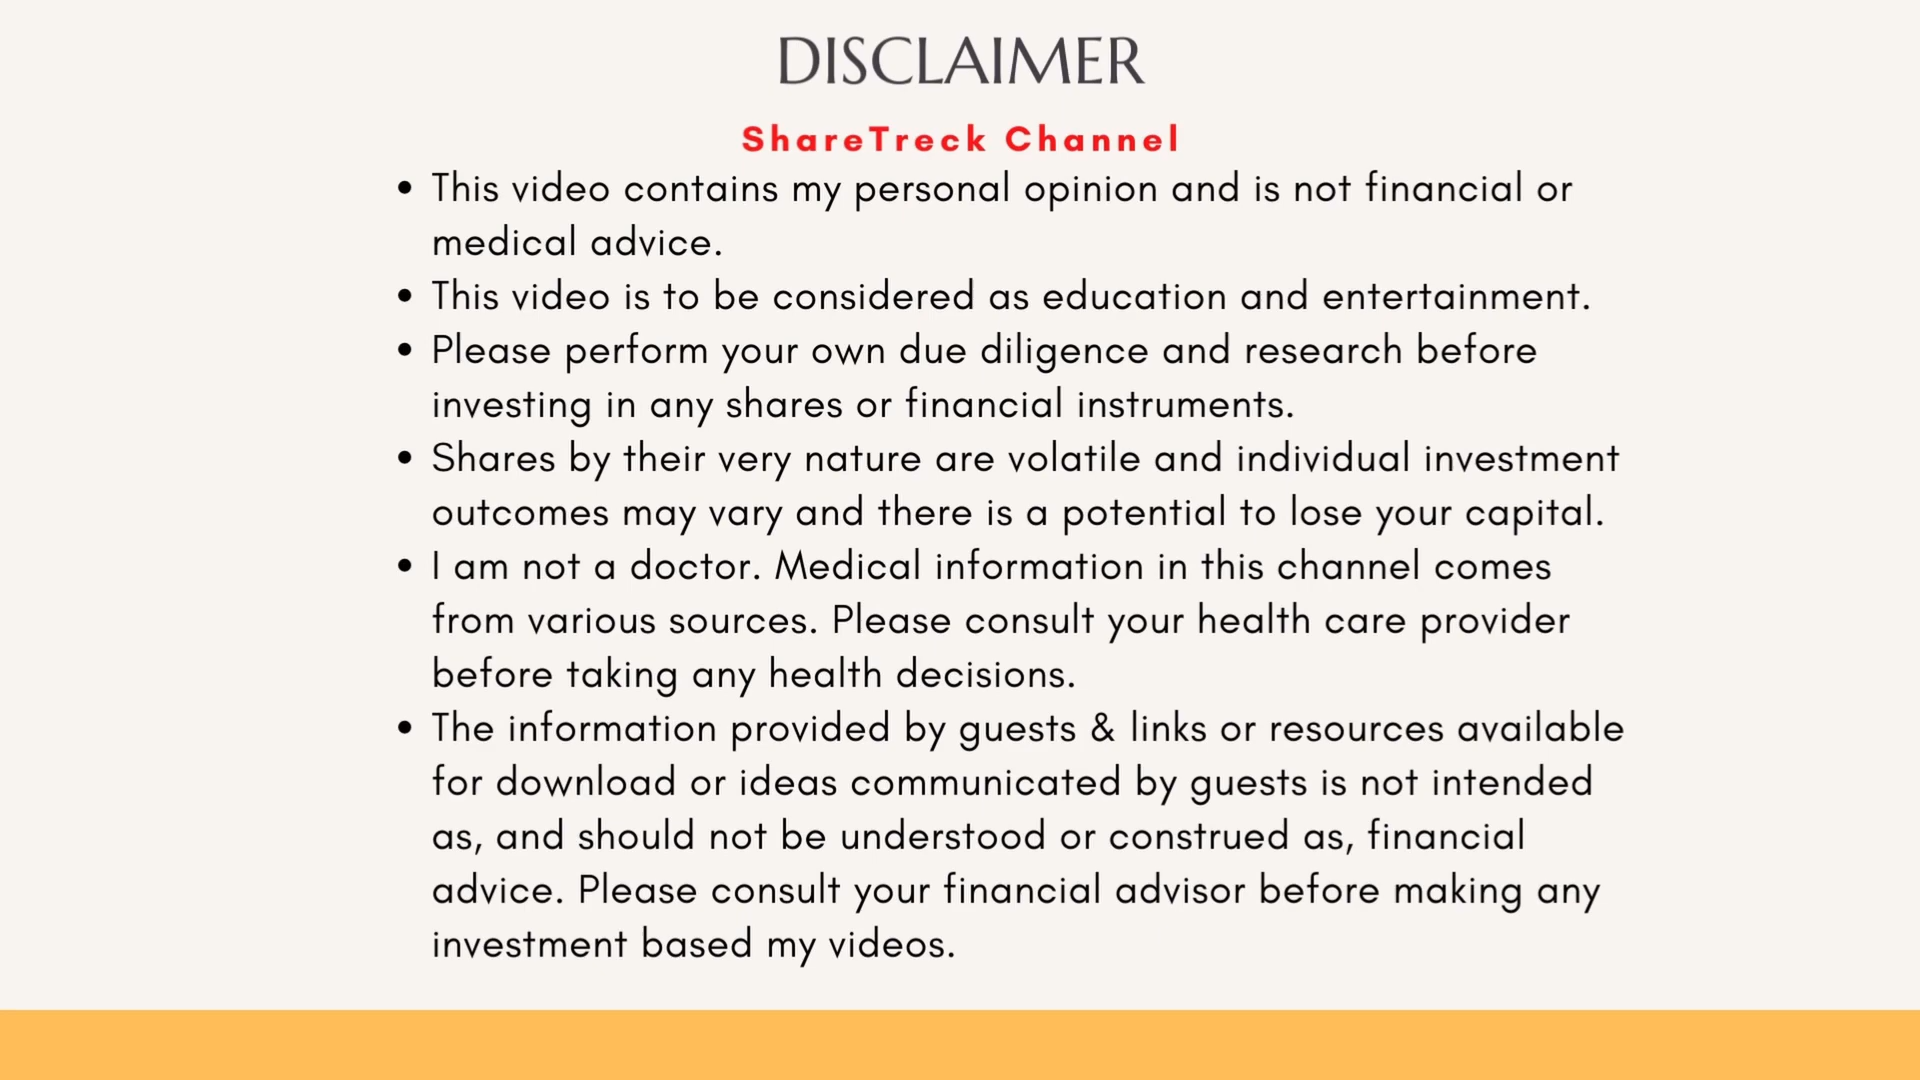 DISCLAIMER
ShareTreck Channel
• This video contains my personal opinion and is not financial or
medical advice.
• This video is to be considered as education and entertainment.
• Please perform your own due diligence and research before
investing in any shares or financial instruments.
• Shares by their very nature are volatile and individual investment
outcomes may vary and there is a potential to lose your capital.
• I am not a doctor. Medical information in this channel comes
from various sources. Please consult your health care provider
before taking any health decisions.
• The information provided by guests & links or resources available
for download or ideas communicated by guests is not intended
as, and should not be understood or construed as, financial
advice. Please consult your financial advisor before making any
investment based my videos.